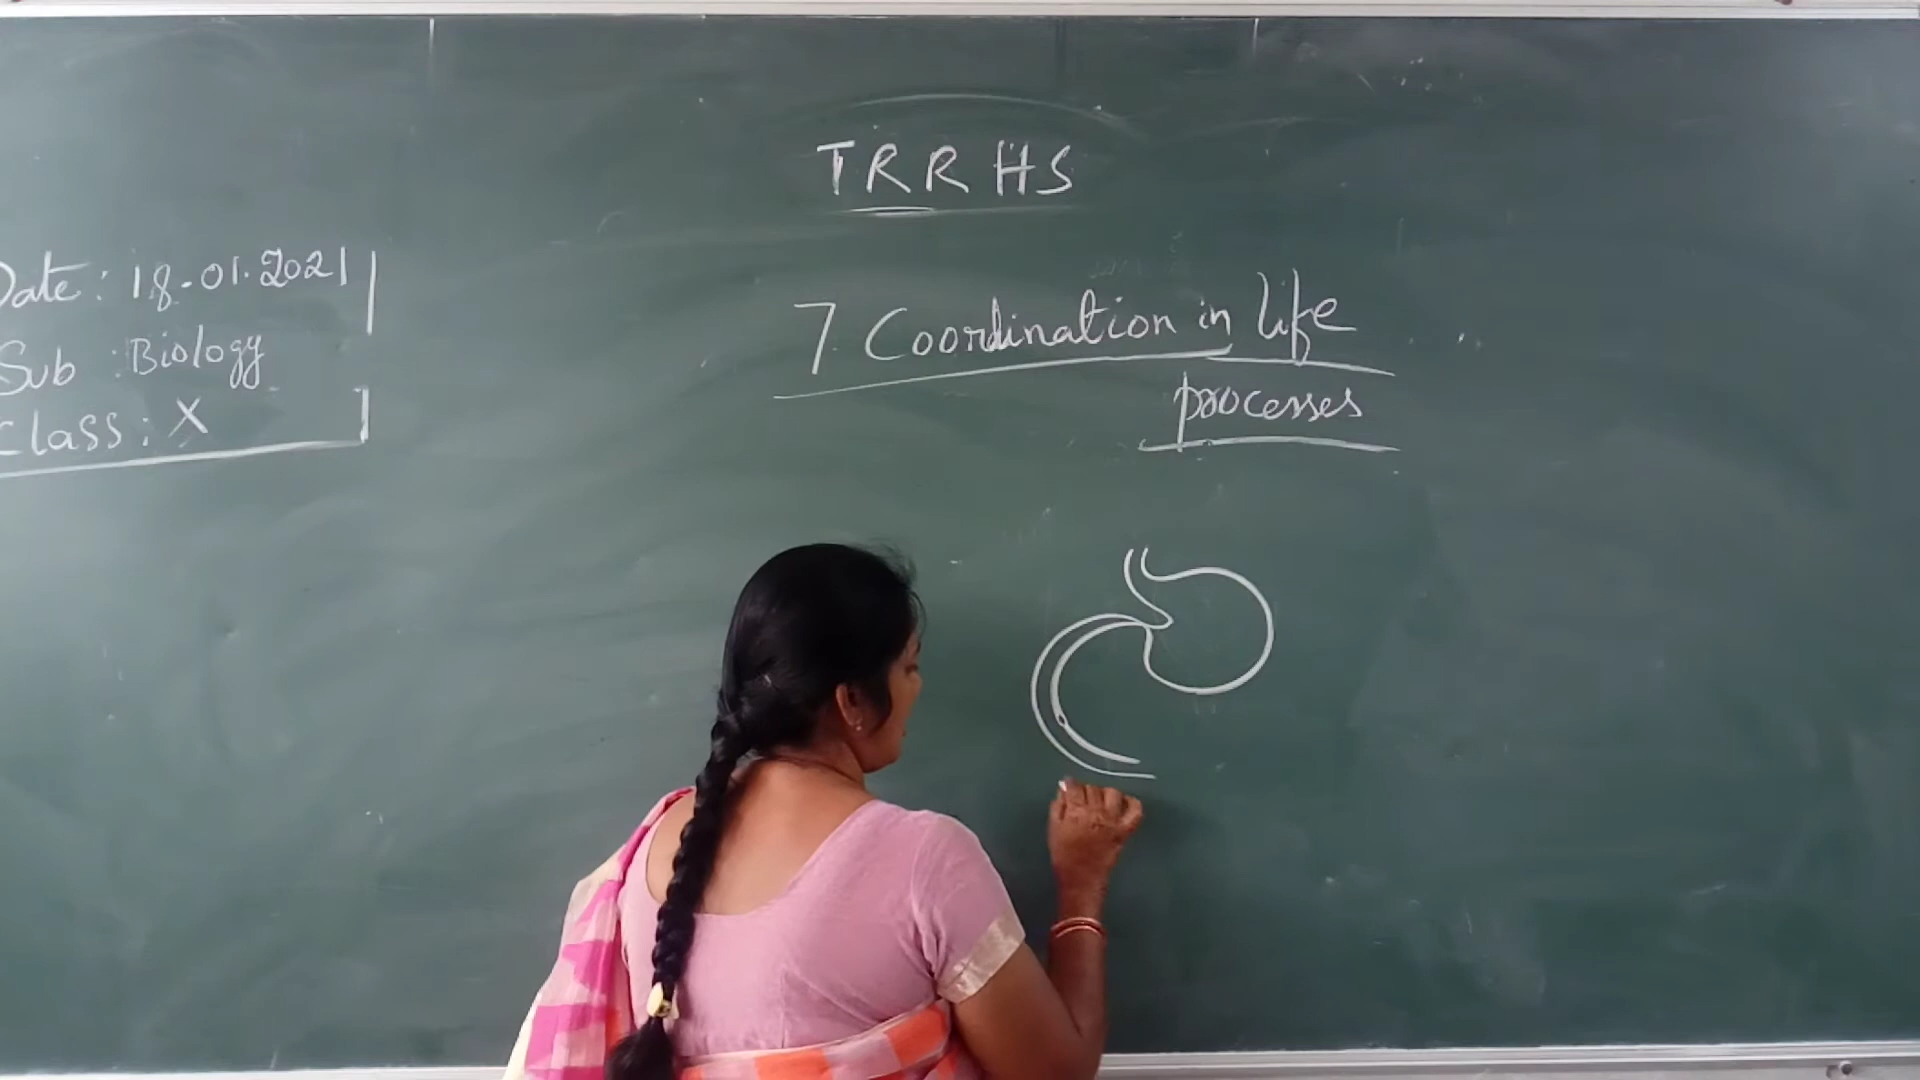 TRRHS
Date: 18.01.2021
Sub : Biology
Class: X
7 Coordination in life
processes